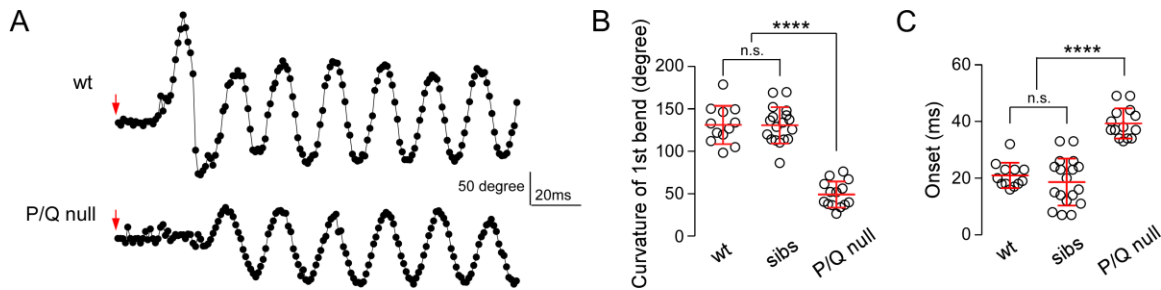 A
wt
P/Q null
50 degree
20ms
B
Curvature of 1st bend (degree)
200
150
100
50
0
n.s.
****
wt
sibs
P/Q null
C
Onset (ms)
60
40
20
0
n.s.
****
wt
sibs
P/Q null